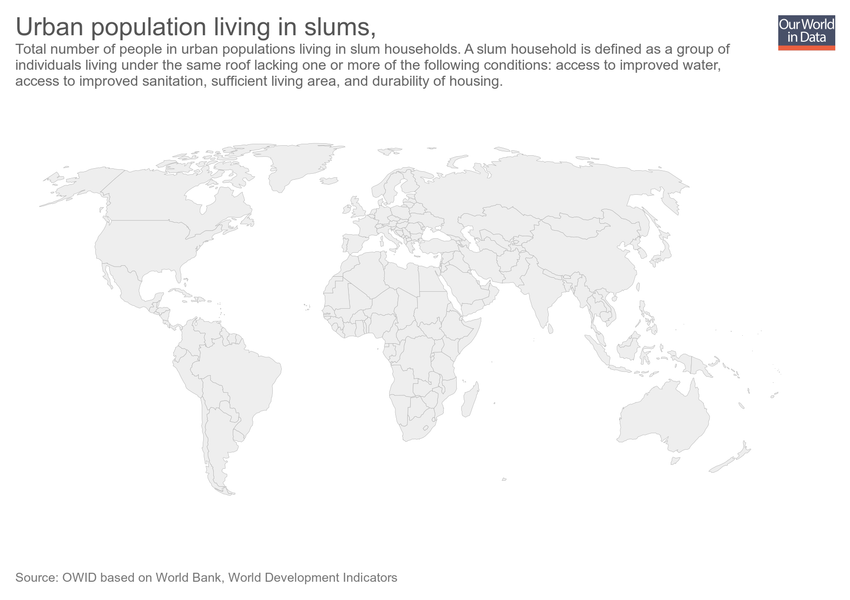 Urban population living in slums,
Our World
in Data
Total number of people in urban populations living in slum households. A slum household is defined as a group of
individuals living under the same roof lacking one or more of the following conditions: access to improved water,
access to improved sanitation, sufficient living area, and durability of housing.
Source: OWID based on World Bank, World Development Indicators